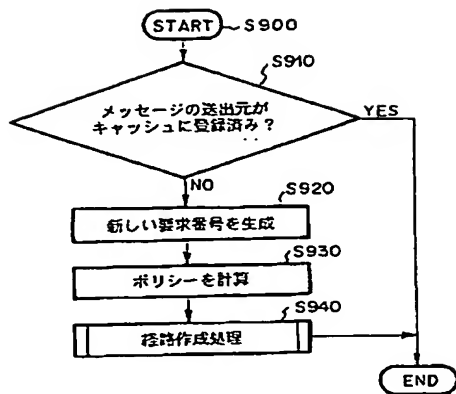 START
S900
S910
メッセージの送出元が
キャッシュに登録済み？
YES
NO
S920
新しい要求番号を生成
S930
ポリシーを計算
S940
経路作成処理
END